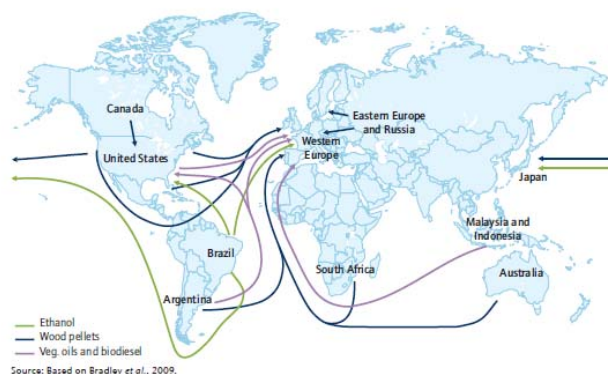 Canada
United States
Eastern Europe
and Russia
Western
Europe
Japan
Malaysia and
Indonesia
Brazil
South Africa
Australia
Argentina
Ethanol
Wood pellets
Veg. oils and biodiesel
Source: Based on Bradley et al., 2009.